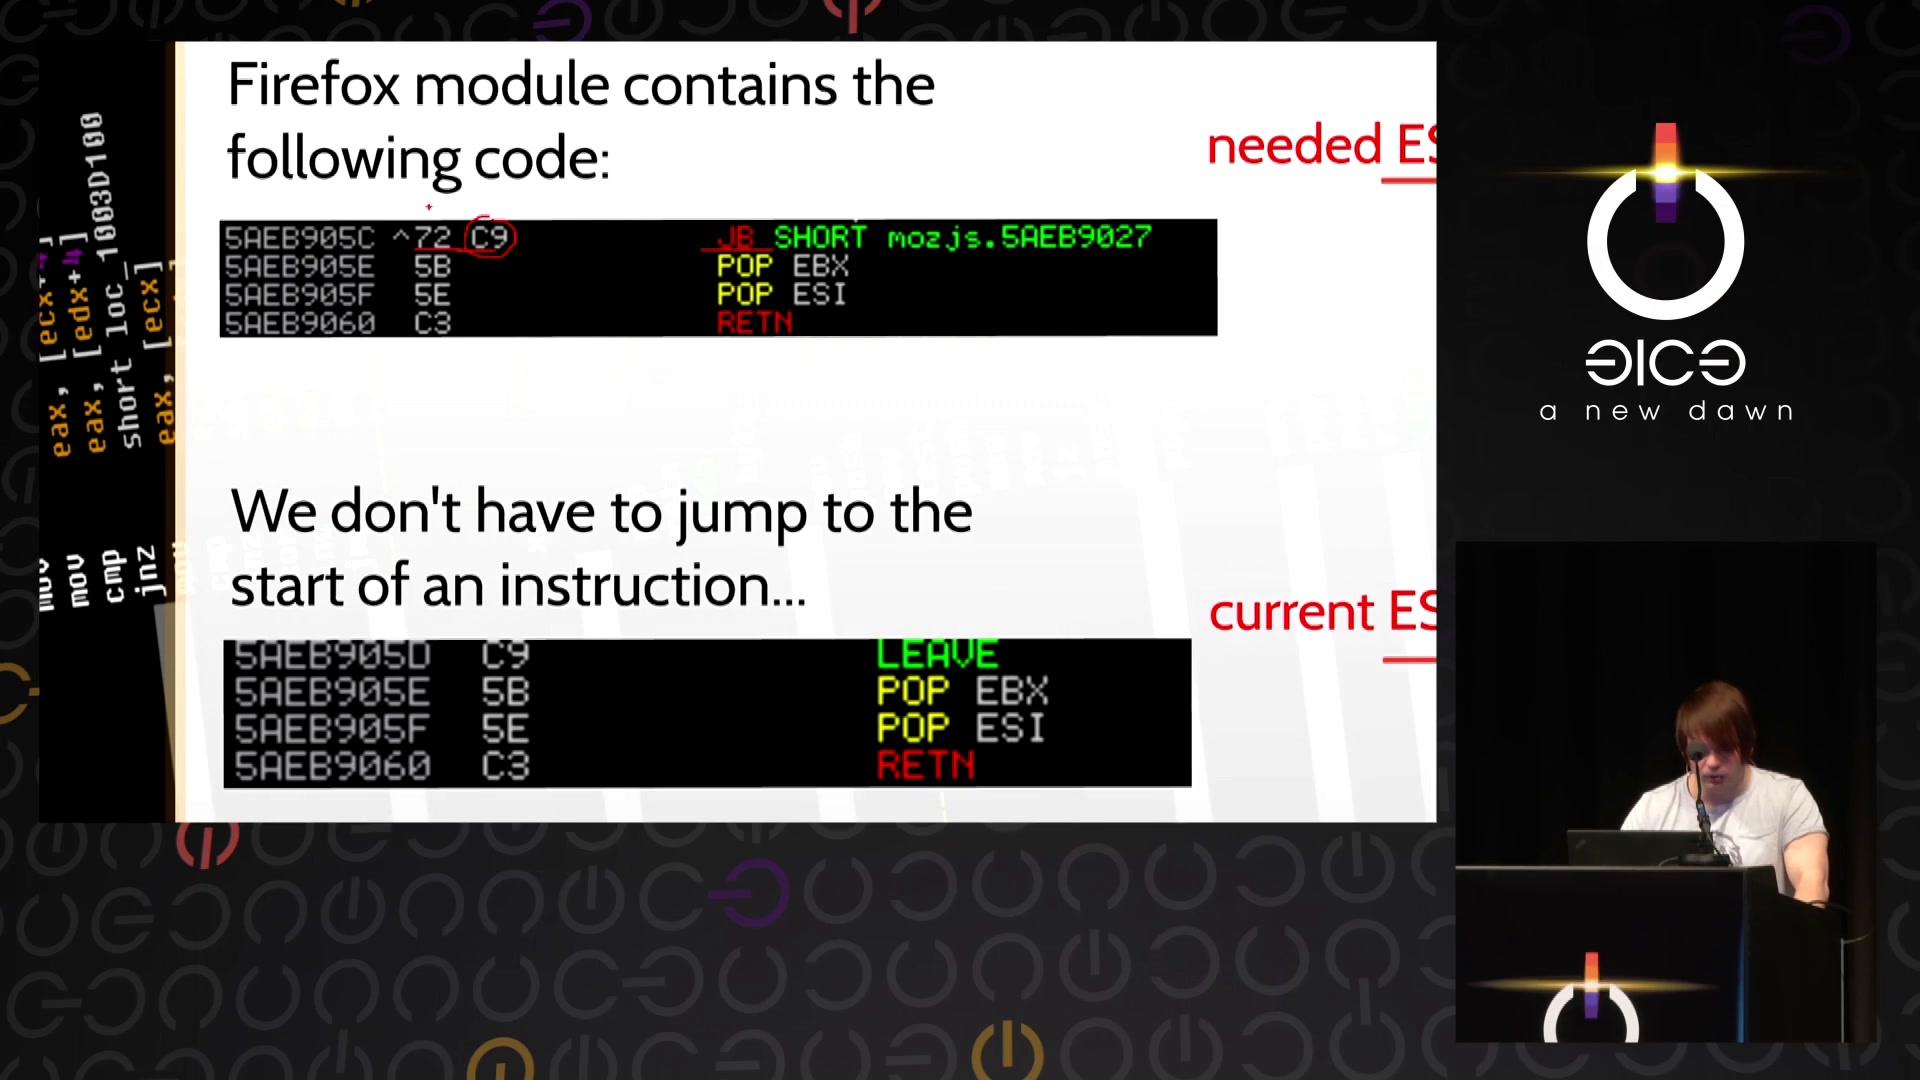 Firefox module contains the
following code:
needed ES
5AEB905C ^72 C9 JB SHORT mozjs.5AEB9027
5AEB905E 5B POP EBX
5AEB905F 5E POP ESI
5AEB9060 C3 RETN
We don't have to jump to the
start of an instruction...
current ES
5AEB905D C9 LEAVE
5AEB905E 5B POP EBX
5AEB905F 5E POP ESI
5AEB9060 C3 RETN
eax, [ecx+4]
eax, [edx+4]
short loc_1003D100
eax, [ecx]
mov
mov
cmp
jnz
a new dawn